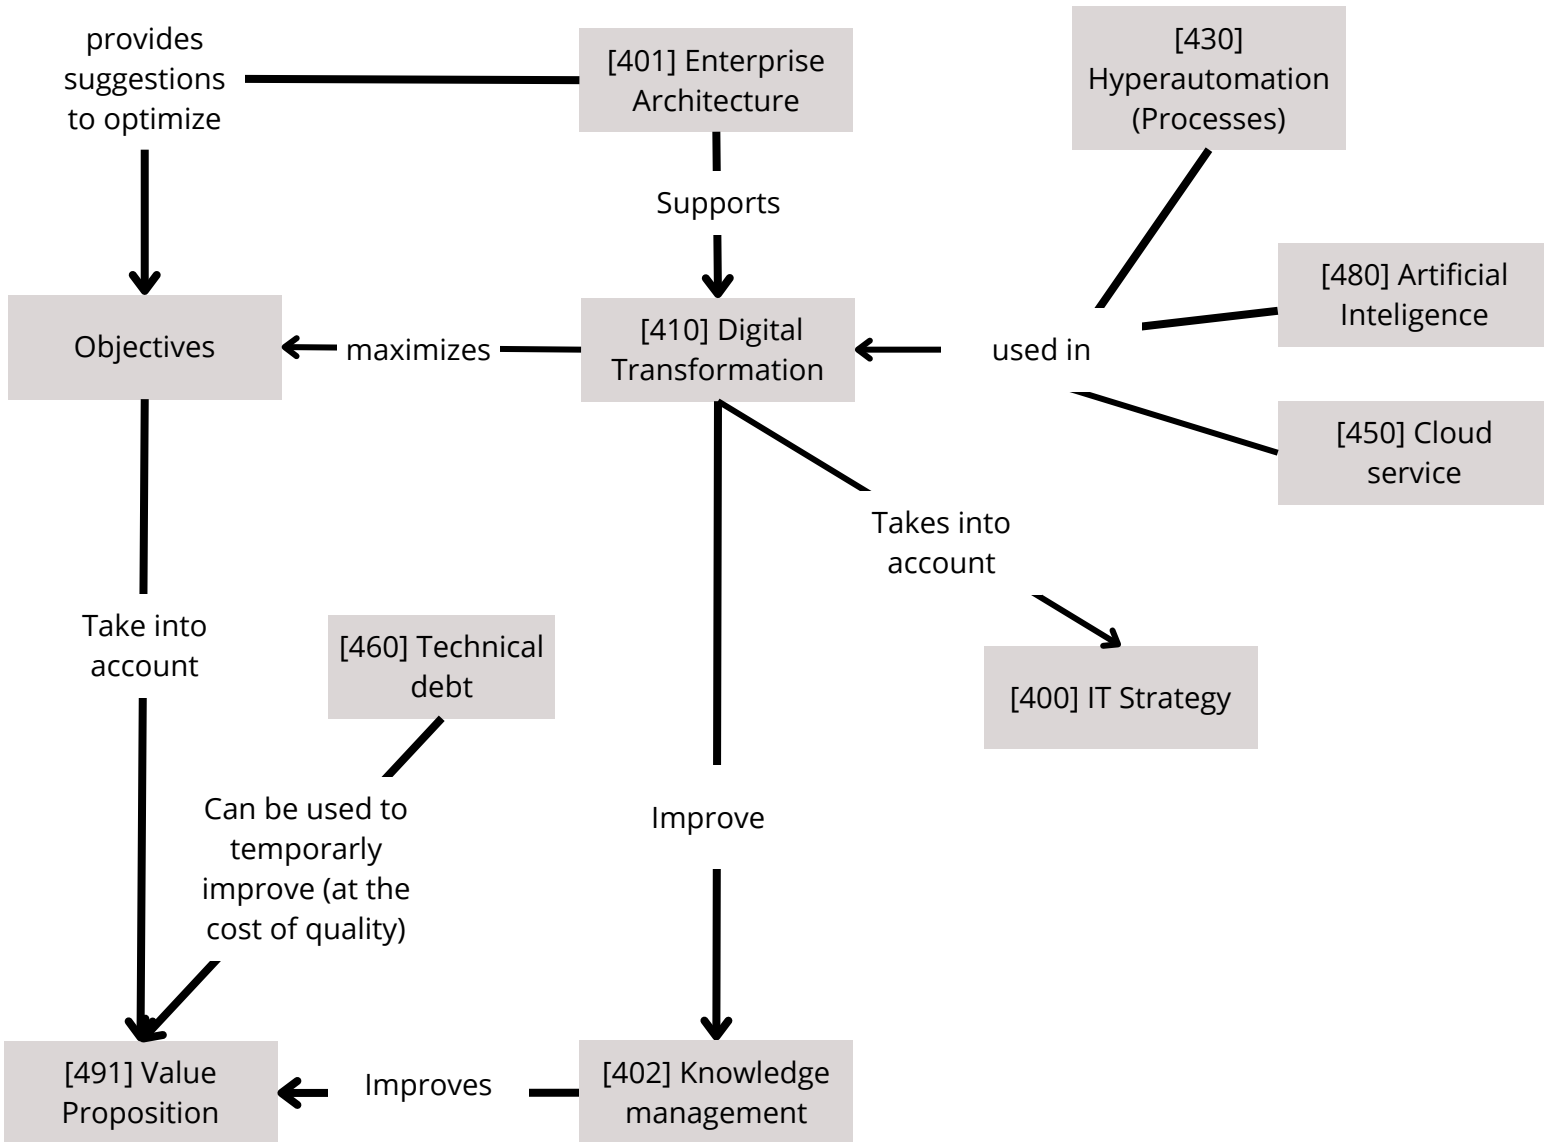 provides
suggestions
to optimize
[401] Enterprise
Architecture
[430]
Hyperautomation
(Processes)
Supports
[480] Artificial
Inteligence
Objectives
maximizes
[410] Digital
Transformation
used in
[450] Cloud
service
Takes into
account
Take into
account
[460] Technical
debt
[400] IT Strategy
Can be used to
temporarly
improve (at the
cost of quality)
Improve
[491] Value
Proposition
Improves
[402] Knowledge
management